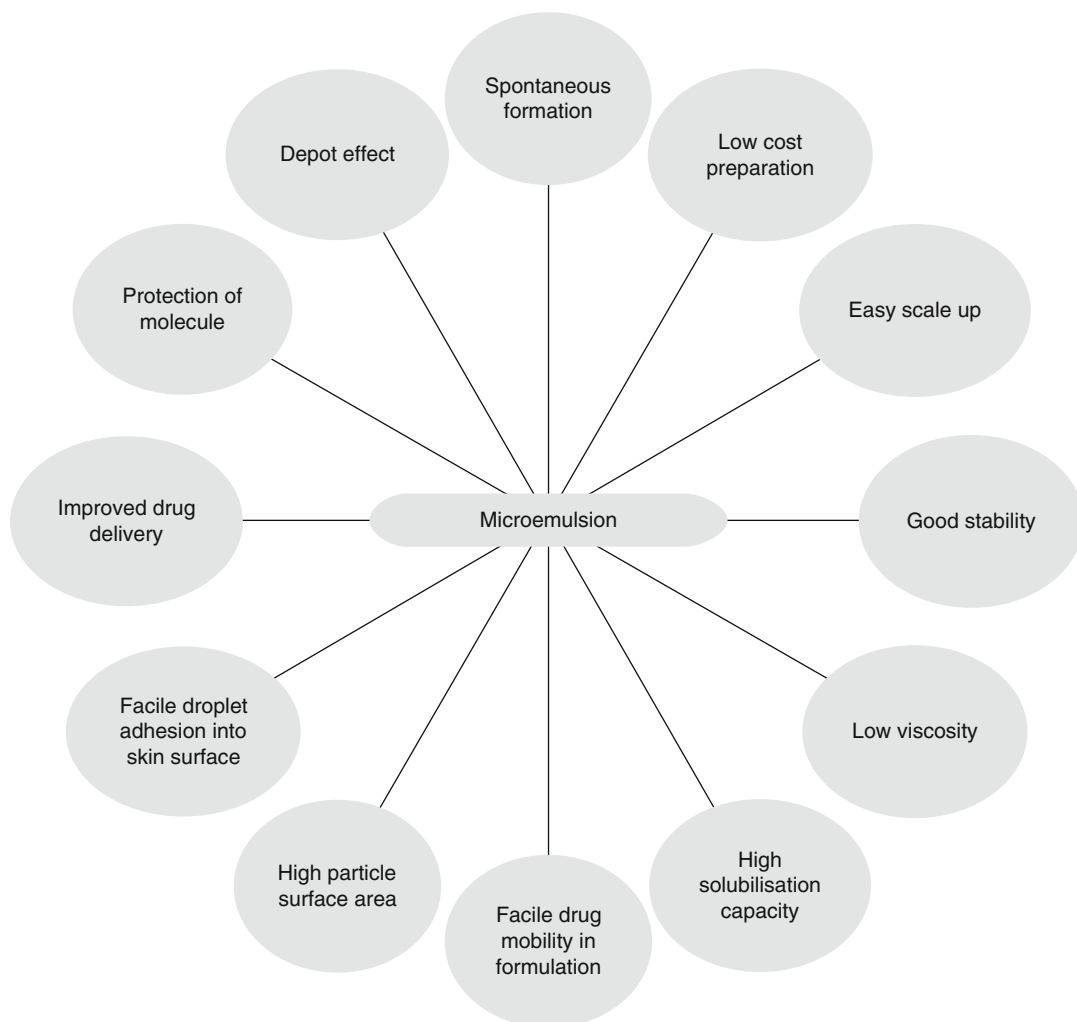 Spontaneous
formation
Low cost
preparation
Easy scale up
Good stability
Low viscosity
High
solubilisation
capacity
Facile drug
mobility in
formulation
High particle
surface area
Facile droplet
adhesion into
skin surface
Improved drug
delivery
Protection of
molecule
Depot effect
Microemulsion